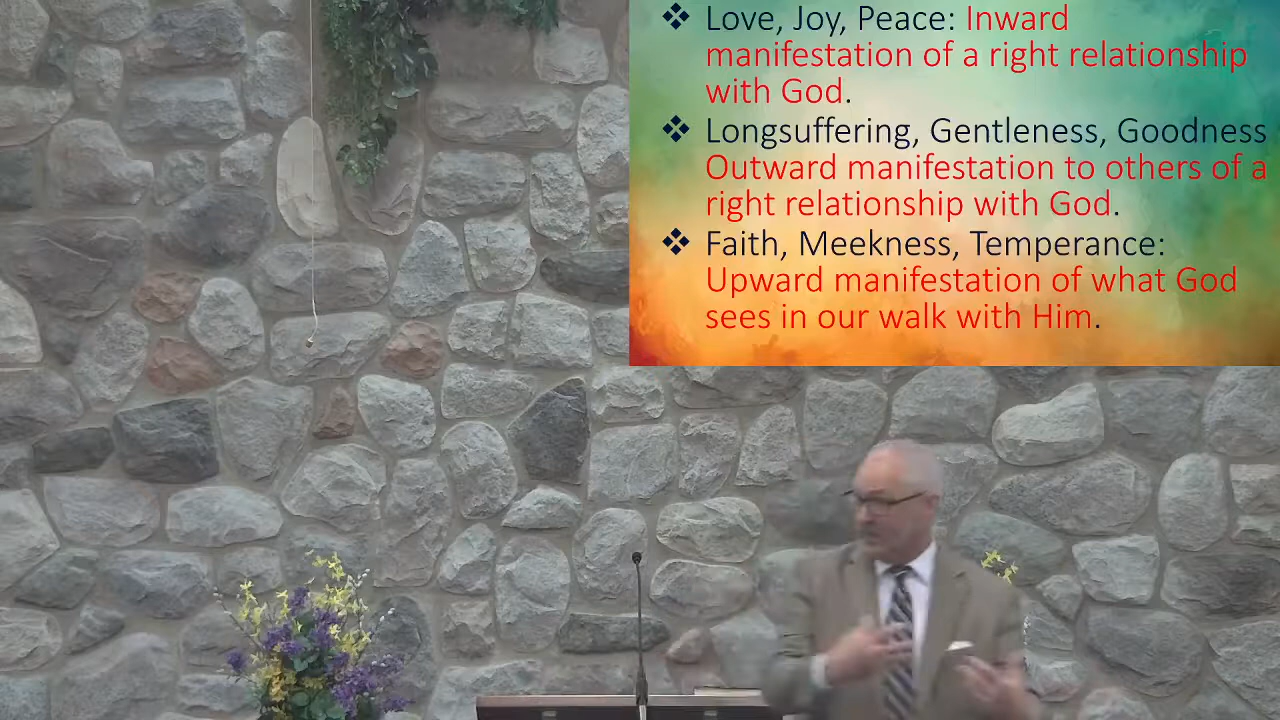 ❖ Love, Joy, Peace: Inward
manifestation of a right relationship
with God.
❖ Longsuffering, Gentleness, Goodness
Outward manifestation to others of a
right relationship with God.
❖ Faith, Meekness, Temperance:
Upward manifestation of what God
sees in our walk with Him.